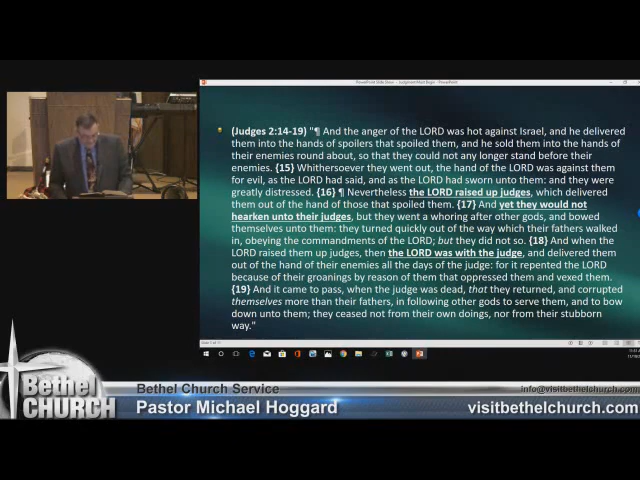 PowerPoint Slide Show - Judgment Must Begin - PowerPoint
(Judges 2:14-19) "¶ And the anger of the LORD was hot against Israel, and he delivered
them into the hands of spoilers that spoiled them, and he sold them into the hands of
their enemies round about, so that they could not any longer stand before their
enemies. {15} Whithersoever they went out, the hand of the LORD was against them
for evil, as the LORD had said, and as the LORD had sworn unto them: and they were
greatly distressed. {16} ¶ Nevertheless the LORD raised up judges, which delivered
them out of the hand of those that spoiled them. {17} And yet they would not
hearken unto their judges, but they went a whoring after other gods, and bowed
themselves unto them: they turned quickly out of the way which their fathers walked
in, obeying the commandments of the LORD; but they did not so. {18} And when the
LORD raised them up judges, then the LORD was with the judge, and delivered them
out of the hand of their enemies all the days of the judge: for it repented the LORD
because of their groanings by reason of them that oppressed them and vexed them.
{19} And it came to pass, when the judge was dead, that they returned, and corrupted
themselves more than their fathers, in following other gods to serve them, and to bow
down unto them; they ceased not from their own doings, nor from their stubborn
way."
Bethel
CHURCH
Bethel Church Service
info@visitbethelchurch.com
Pastor Michael Hoggard
visitbethelchurch.com